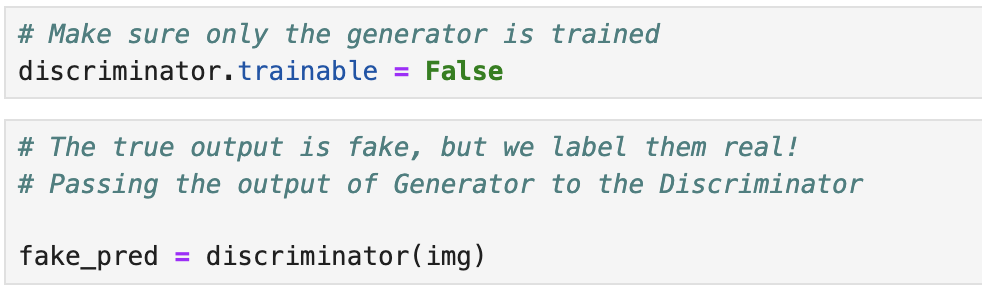 # Make sure only the generator is trained
discriminator.trainable = False
# The true output is fake, but we label them real!
# Passing the output of Generator to the Discriminator
fake_pred = discriminator(img)